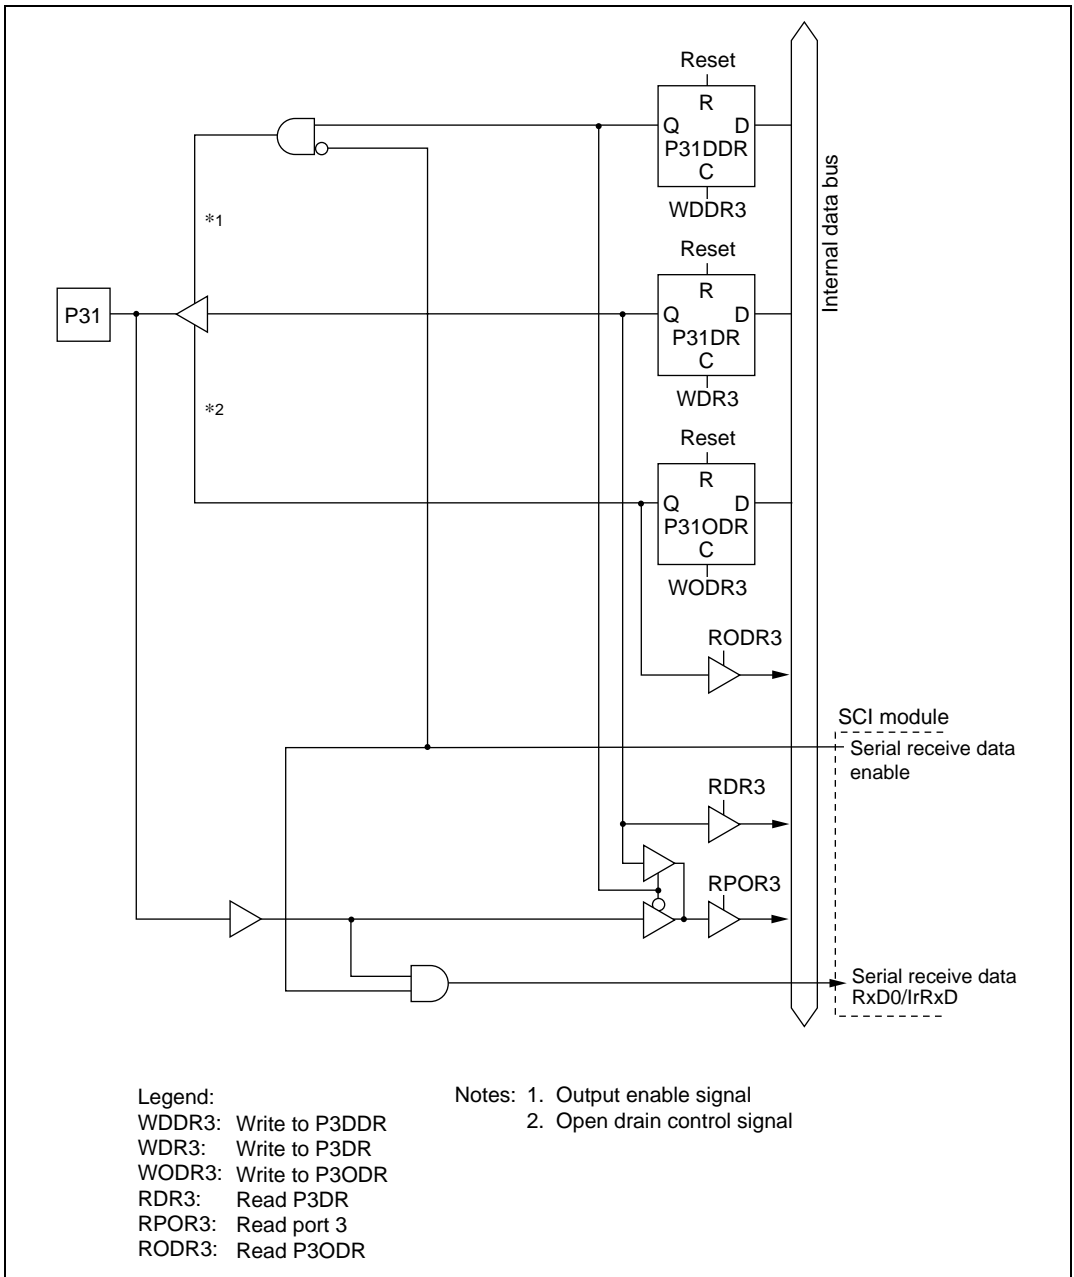 Reset
R
Q D
P31DDR
C
WDDR3
Internal data bus
*1
Reset
R
P31
Q D
P31DR
C
WDR3
*2
Reset
R
Q D
P31ODR
C
WODR3
RODR3
SCI module
Serial receive data
enable
RDR3
RPOR3
Serial receive data
RxD0/IrRxD
Legend:
WDDR3: Write to P3DDR
WDR3: Write to P3DR
WODR3: Write to P3ODR
RDR3: Read P3DR
RPOR3: Read port 3
RODR3: Read P3ODR
Notes: 1. Output enable signal
2. Open drain control signal